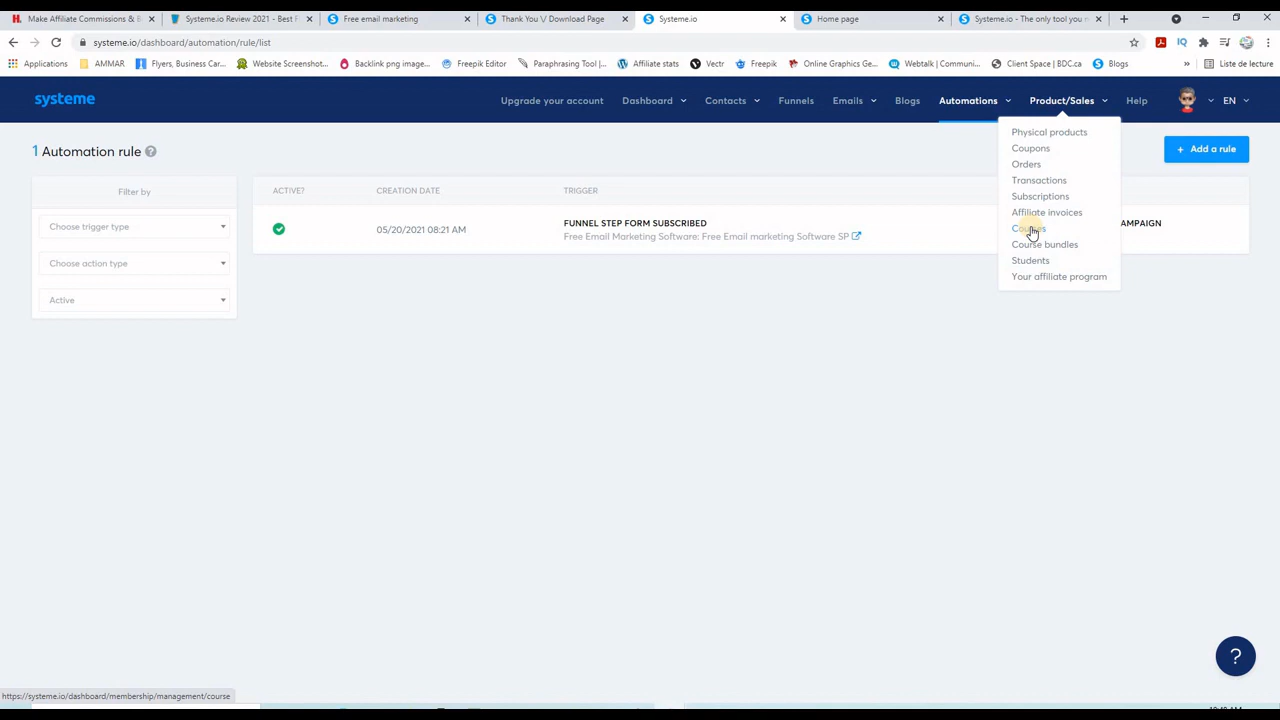 Make Affiliate Commissions & E
Systeme.io Review 2021 - Best F
Free email marketing
Thank You \/ Download Page
Systeme.io
Home page
Systeme.io - The only tool you n
systeme.io/dashboard/automation/rule/list
Applications
AMMAR
Flyers, Business Car...
Website Screenshot...
Backlink png image...
Freepik Editor
Paraphrasing Tool |...
Affiliate stats
Vectr
Freepik
Online Graphics Ge...
Webtalk | Communi...
Client Space | BDC.ca
Blogs
»
Liste de lecture
systeme
Upgrade your account
Dashboard
Contacts
Funnels
Emails
Blogs
Automations
Product/Sales
Help
EN
1 Automation rule ?
+ Add a rule
Physical products
Coupons
Orders
Transactions
Subscriptions
Affiliate invoices
Courses
Course bundles
Students
Your affiliate program
Filter by
Choose trigger type
Choose action type
Active
ACTIVE?
CREATION DATE
TRIGGER
05/20/2021 08:21 AM
FUNNEL STEP FORM SUBSCRIBED
Free Email Marketing Software: Free Email marketing Software SP
AMPAIGN
?
https://systeme.io/dashboard/membership/management/course